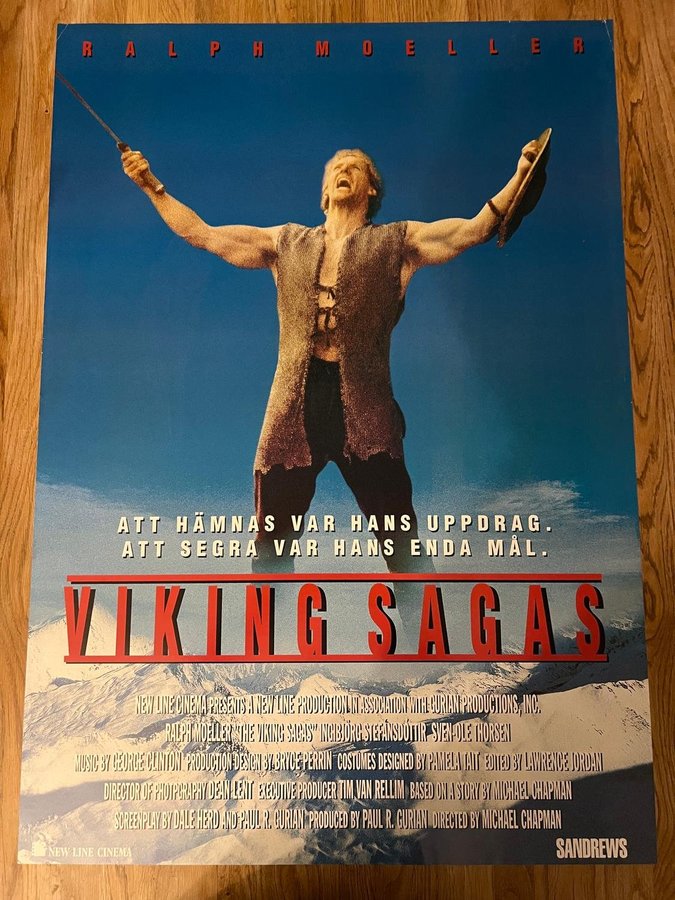 RALPH MOELLER
ATT HÄMNAS VAR HANS UPPDRAG.
ATT SEGRA VAR HANS ENDA MÅL.
VIKING SAGAS
NEW LINE CINEMA PRESENTS A NEW LINE PRODUCTION IN ASSOCIATION WITH GURIAN PRODUCTIONS, INC.
RALPH MOELLER "THE VIKING SAGAS" INGIBJÖRG STEFÁNSDÓTTIR SVEN-OLE THORSEN
MUSIC BY GEORGE CLINTON PRODUCTION DESIGN BY BRYCE PERRIN COSTUMES DESIGNED BY PAMELA TAIT EDITED BY LAWRENCE JORDAN
DIRECTOR OF PHOTGRAPHY DEAN LENT EXECUTIVE PRODUCER TIM VAN RELLIM BASED ON A STORY BY MICHAEL CHAPMAN
SCREENPLAY BY DALE HERD AND PAUL R. GURIAN PRODUCED BY PAUL R. GURIAN DIRECTED BY MICHAEL CHAPMAN
NEW LINE CINEMA
SANDREWS